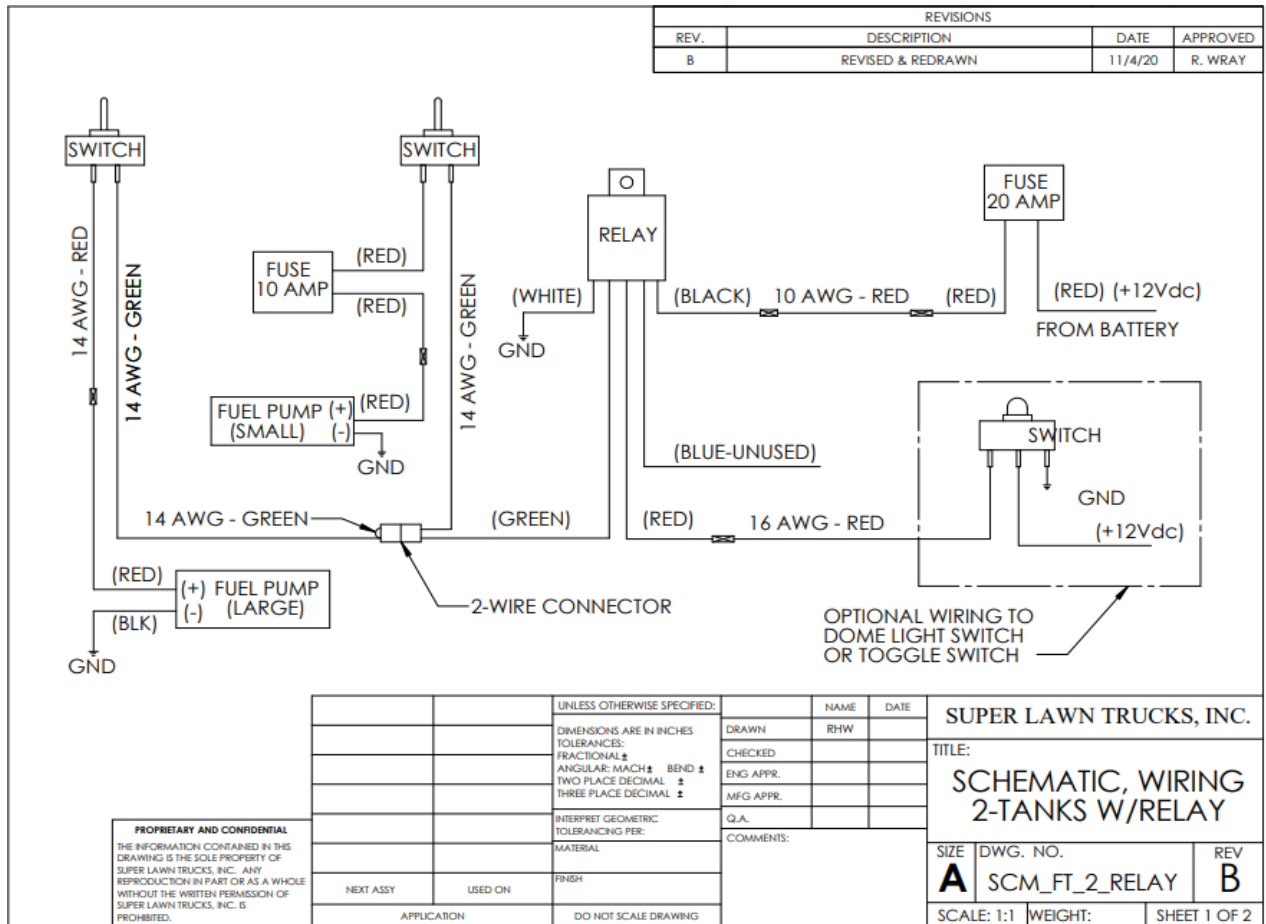 REVISIONS
REV. DESCRIPTION DATE APPROVED
B REVISED & REDRAWN 11/4/20 R. WRAY
SWITCH
SWITCH
RELAY
FUSE
20 AMP
14 AWG - RED
14 AWG - GREEN
FUSE
10 AMP
(RED)
(RED)
14 AWG - GREEN
(WHITE)
GND
(BLACK) 10 AWG - RED (RED)
(RED) (+12Vdc)
FROM BATTERY
FUEL PUMP (+)
(SMALL) (-)
(RED)
GND
(BLUE-UNUSED)
SWITCH
GND
(+12Vdc)
14 AWG - GREEN
(GREEN)
(RED) 16 AWG - RED
(RED)
(+) FUEL PUMP
(-) (LARGE)
(BLK)
GND
2-WIRE CONNECTOR
OPTIONAL WIRING TO
DOME LIGHT SWITCH
OR TOGGLE SWITCH
PROPRIETARY AND CONFIDENTIAL
THE INFORMATION CONTAINED IN THIS
DRAWING IS THE SOLE PROPERTY OF
SUPER LAWN TRUCKS, INC. ANY
REPRODUCTION IN PART OR AS A WHOLE
WITHOUT THE WRITTEN PERMISSION OF
SUPER LAWN TRUCKS, INC. IS
PROHIBITED.
NEXT ASSY USED ON
APPLICATION
UNLESS OTHERWISE SPECIFIED:
DIMENSIONS ARE IN INCHES
TOLERANCES:
FRACTIONAL ±
ANGULAR: MACH ± BEND ±
TWO PLACE DECIMAL ±
THREE PLACE DECIMAL ±
INTERPRET GEOMETRIC
TOLERANCING PER:
MATERIAL
FINISH
DO NOT SCALE DRAWING
NAME DATE
DRAWN RHW
CHECKED
ENG APPR.
MFG APPR.
Q.A.
COMMENTS:
SUPER LAWN TRUCKS, INC.
TITLE:
SCHEMATIC, WIRING
2-TANKS W/RELAY
SIZE DWG. NO. REV
A SCM_FT_2_RELAY B
SCALE: 1:1 WEIGHT: SHEET 1 OF 2